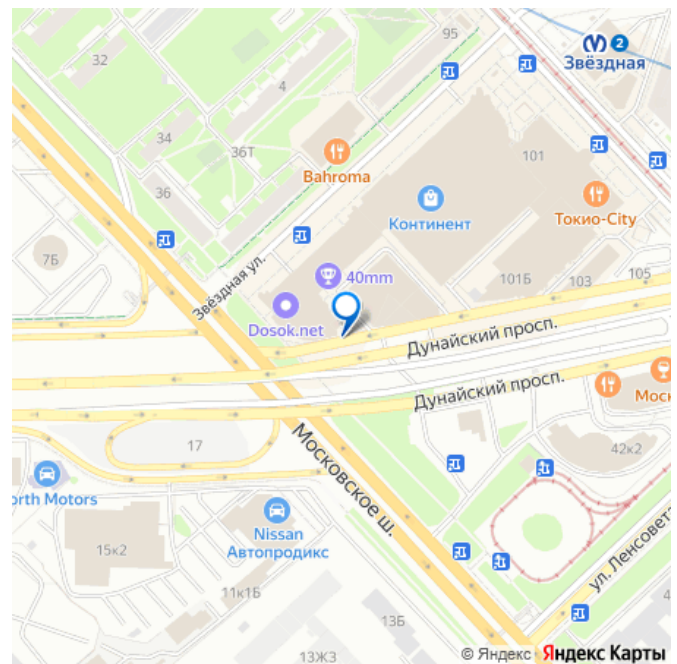 95
2
Звёздная
32
4
34
36Т
Bahroma
101
36
Континент
Токио-City
7Б
Звёздная ул.
40mm
101Б
103
105
Dosok.net
Дунайский просп.
Дунайский просп.
Моск
17
Московское ш.
42к2
orth Motors
Nissan
Автопродикс
15к2
ул. Ленсовета
11к1Б
13Б
4
13Ж3
© Яндекс Яндекс Карты